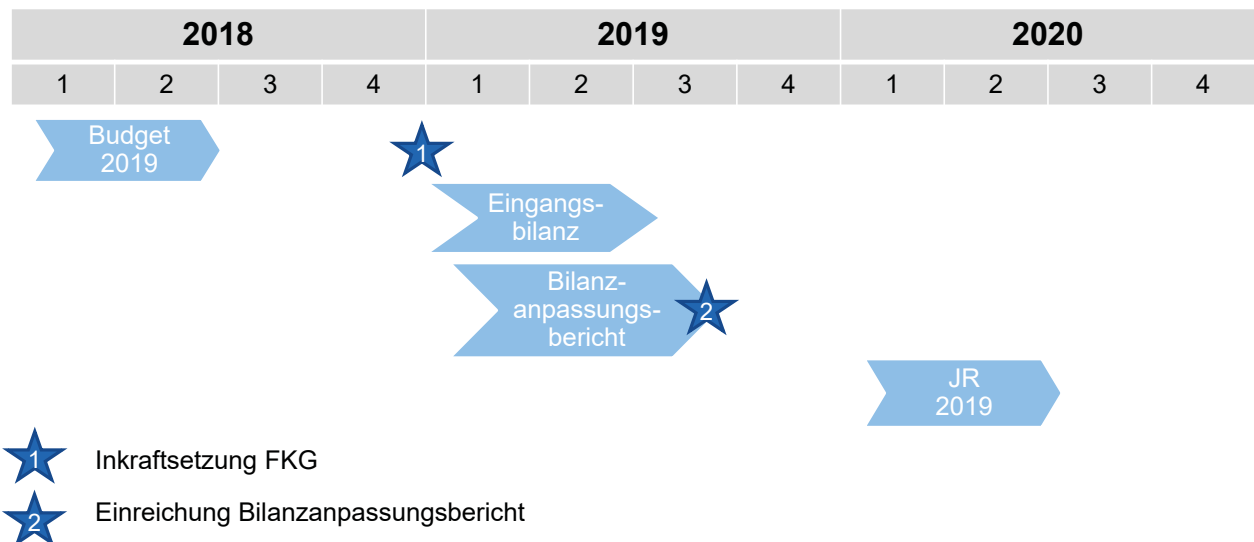 2018 2019 2020
1 2 3 4 1 2 3 4 1 2 3 4
Budget
2019
1
Eingangs-
bilanz
Bilanz-
anpassungs-
bericht
2
JR
2019
1 Inkraftsetzung FKG
2 Einreichung Bilanzanpassungsbericht